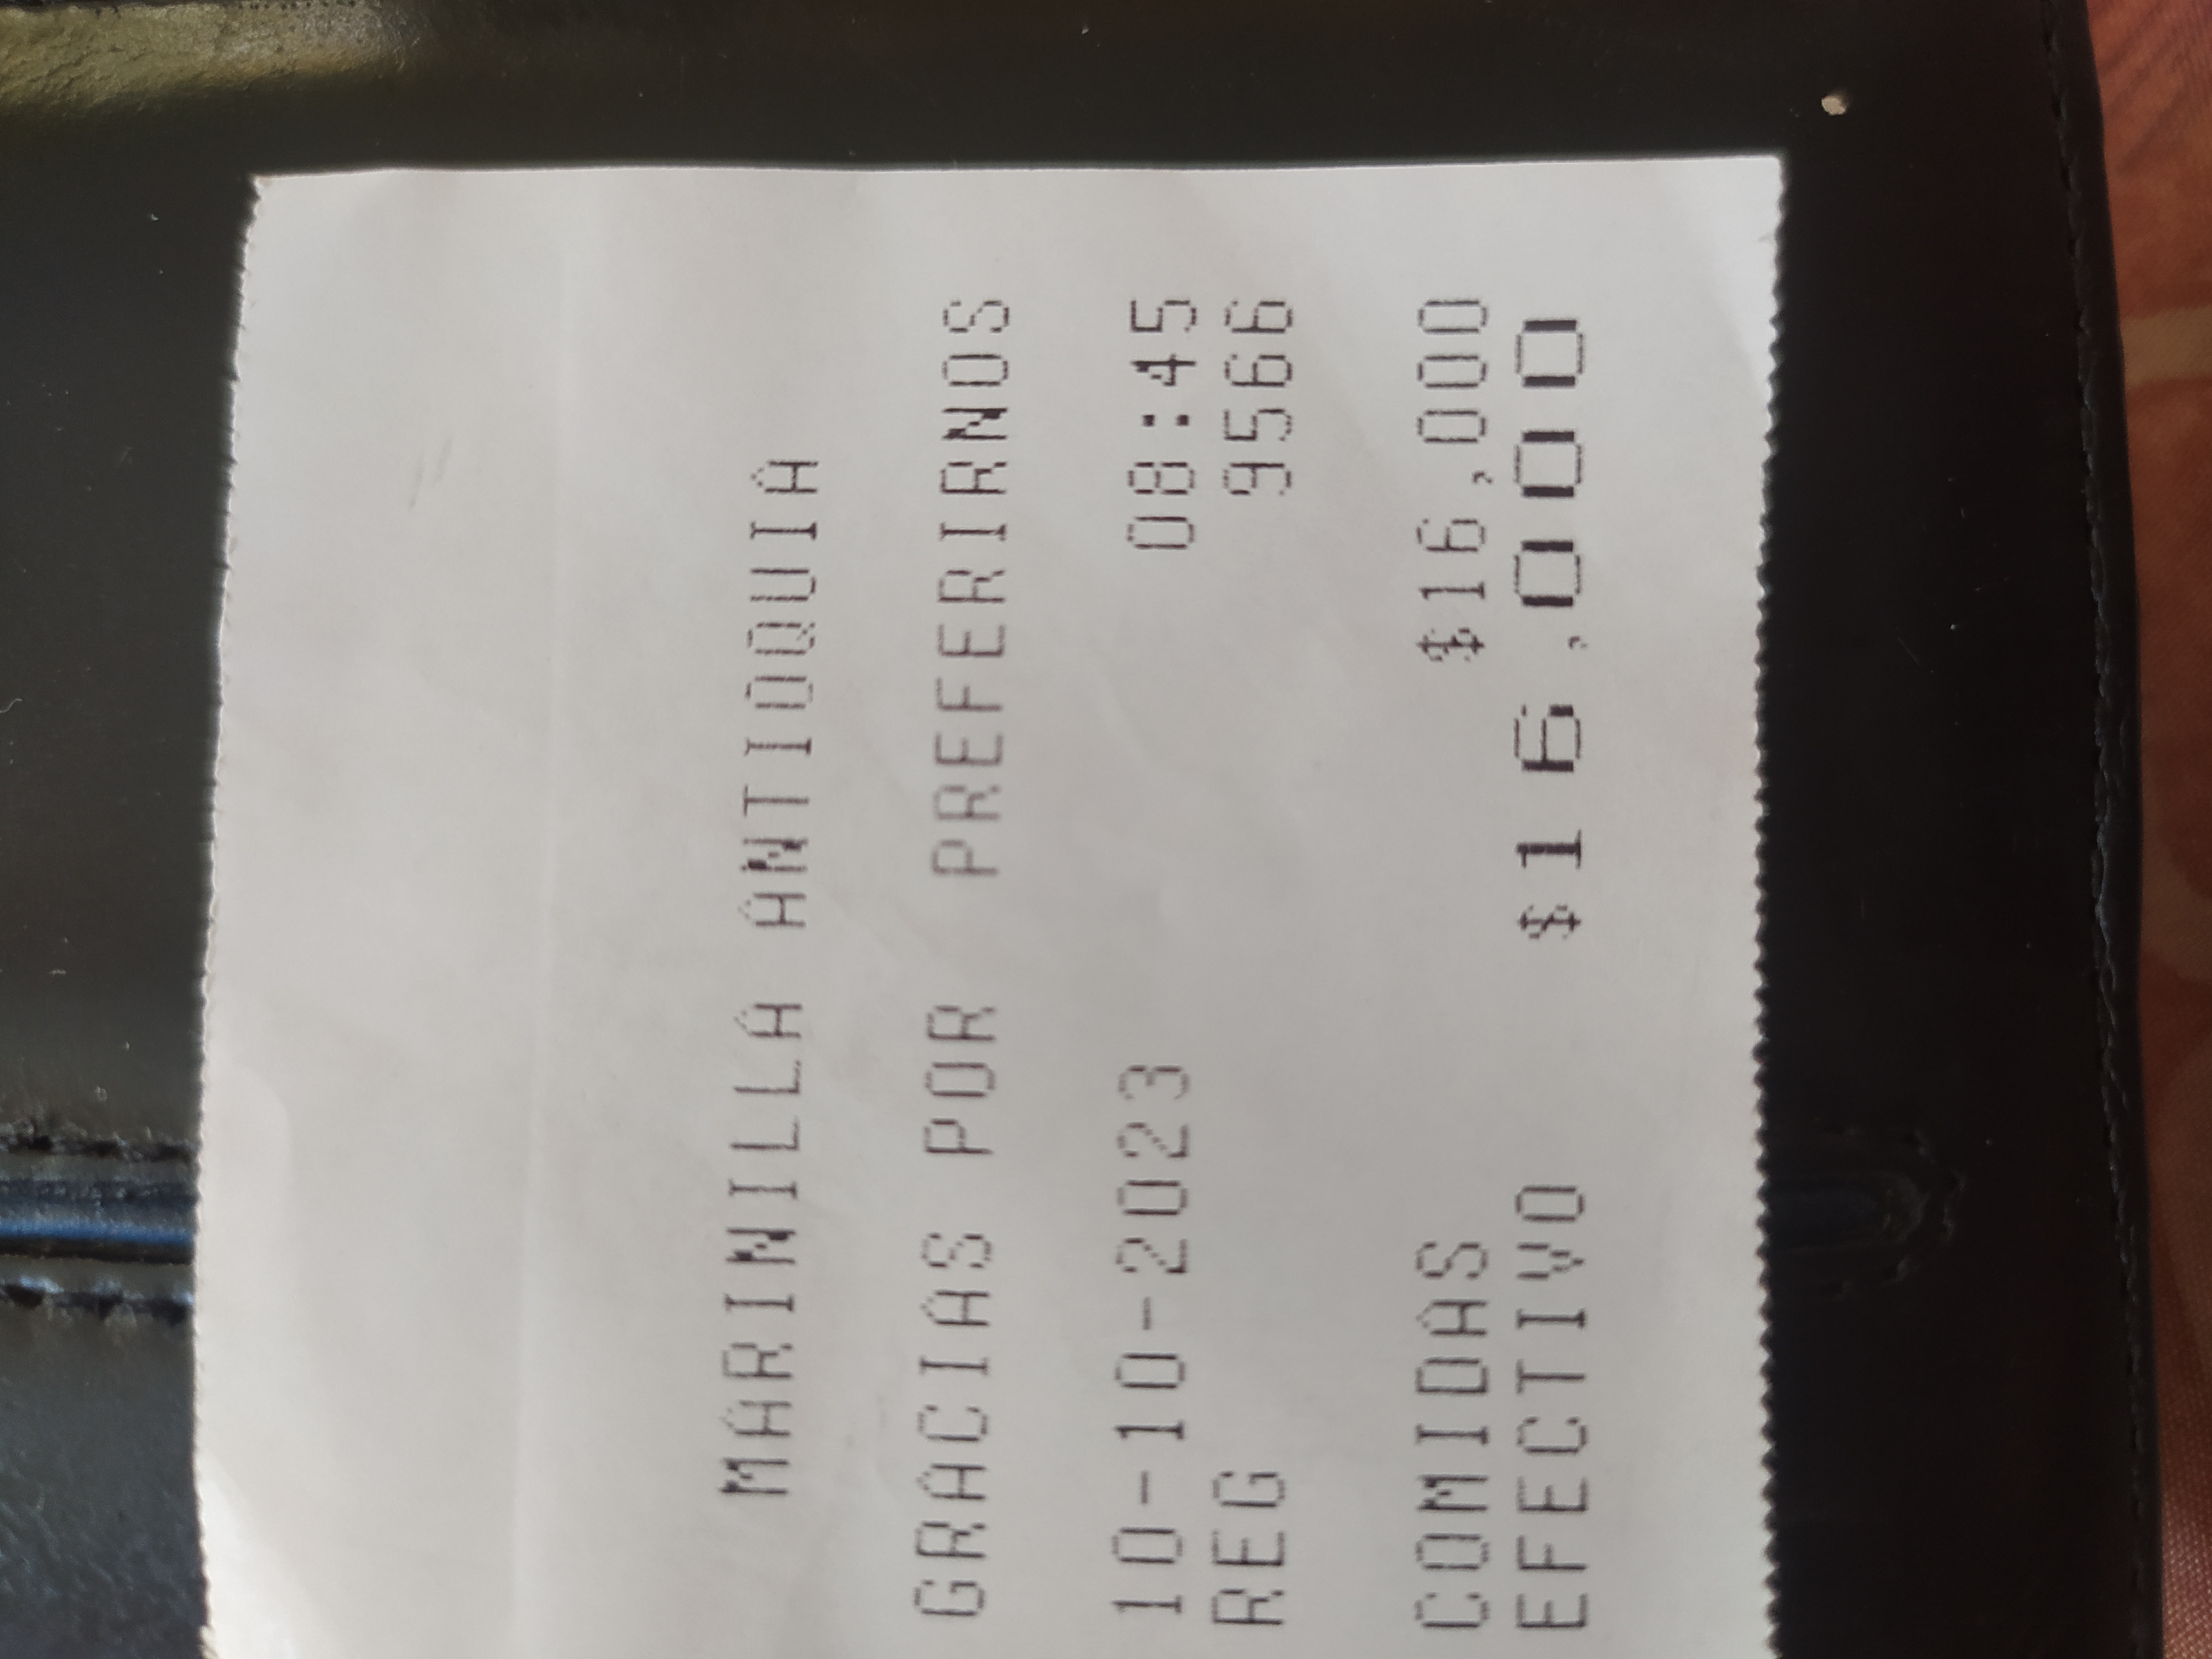 MARINILLA ANTIOQUIA
GRACIAS POR PREFERIRNOS
10-10-2023 08:45
REG 9566
COMIDAS $16,000
EFECTIVO $16,000